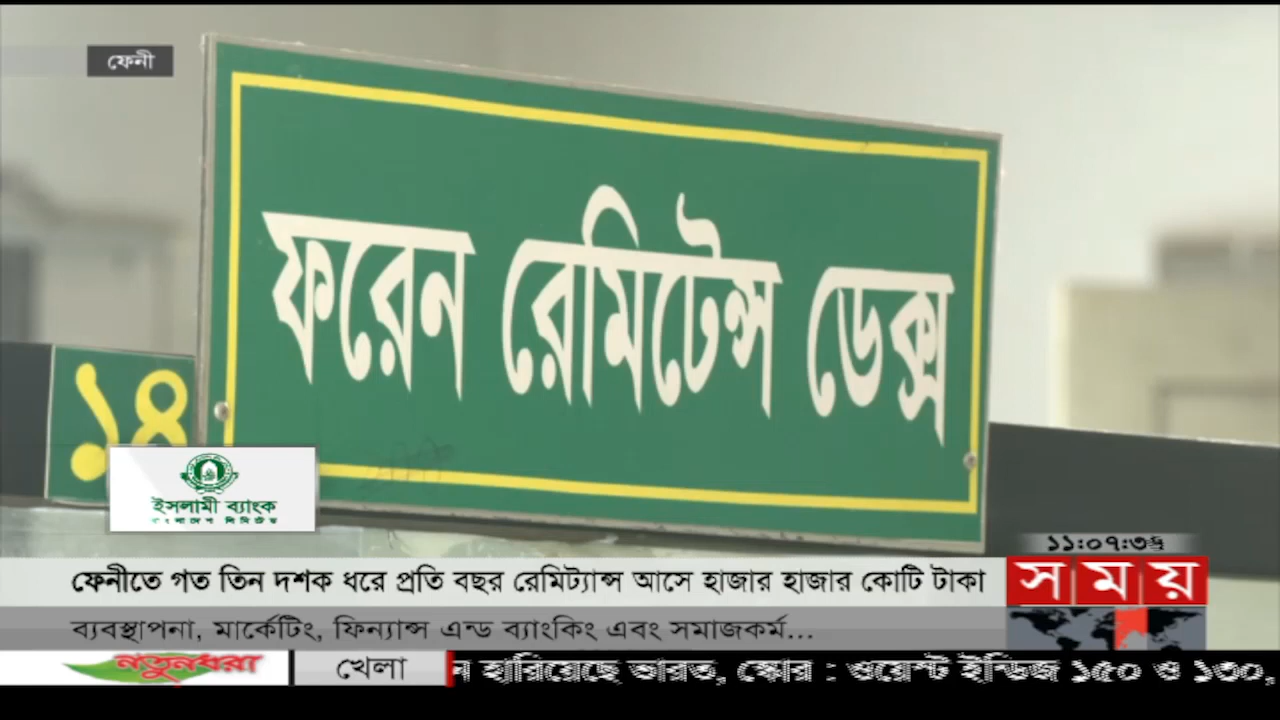 ফেনী
ফরেন রেমিটেন্স ডেক্স
১৪
ইসলামী ব্যাংক
বাংলাদেশ লিমিটেড
১১:০৭:৩
ফেনীতে গত তিন দশক ধরে প্রতি বছর রেমিট্যান্স আসে হাজার হাজার কোটি টাকা
সময়
ব্যবস্থাপনা, মার্কেটিং, ফিন্যান্স এন্ড ব্যাংকিং এবং সমাজকর্ম...
নতুনধরা
খেলা
ন হারিয়েছে ভারত, স্কোর : ওয়েস্ট ইন্ডিজ ১৫০ ও ১৩০,